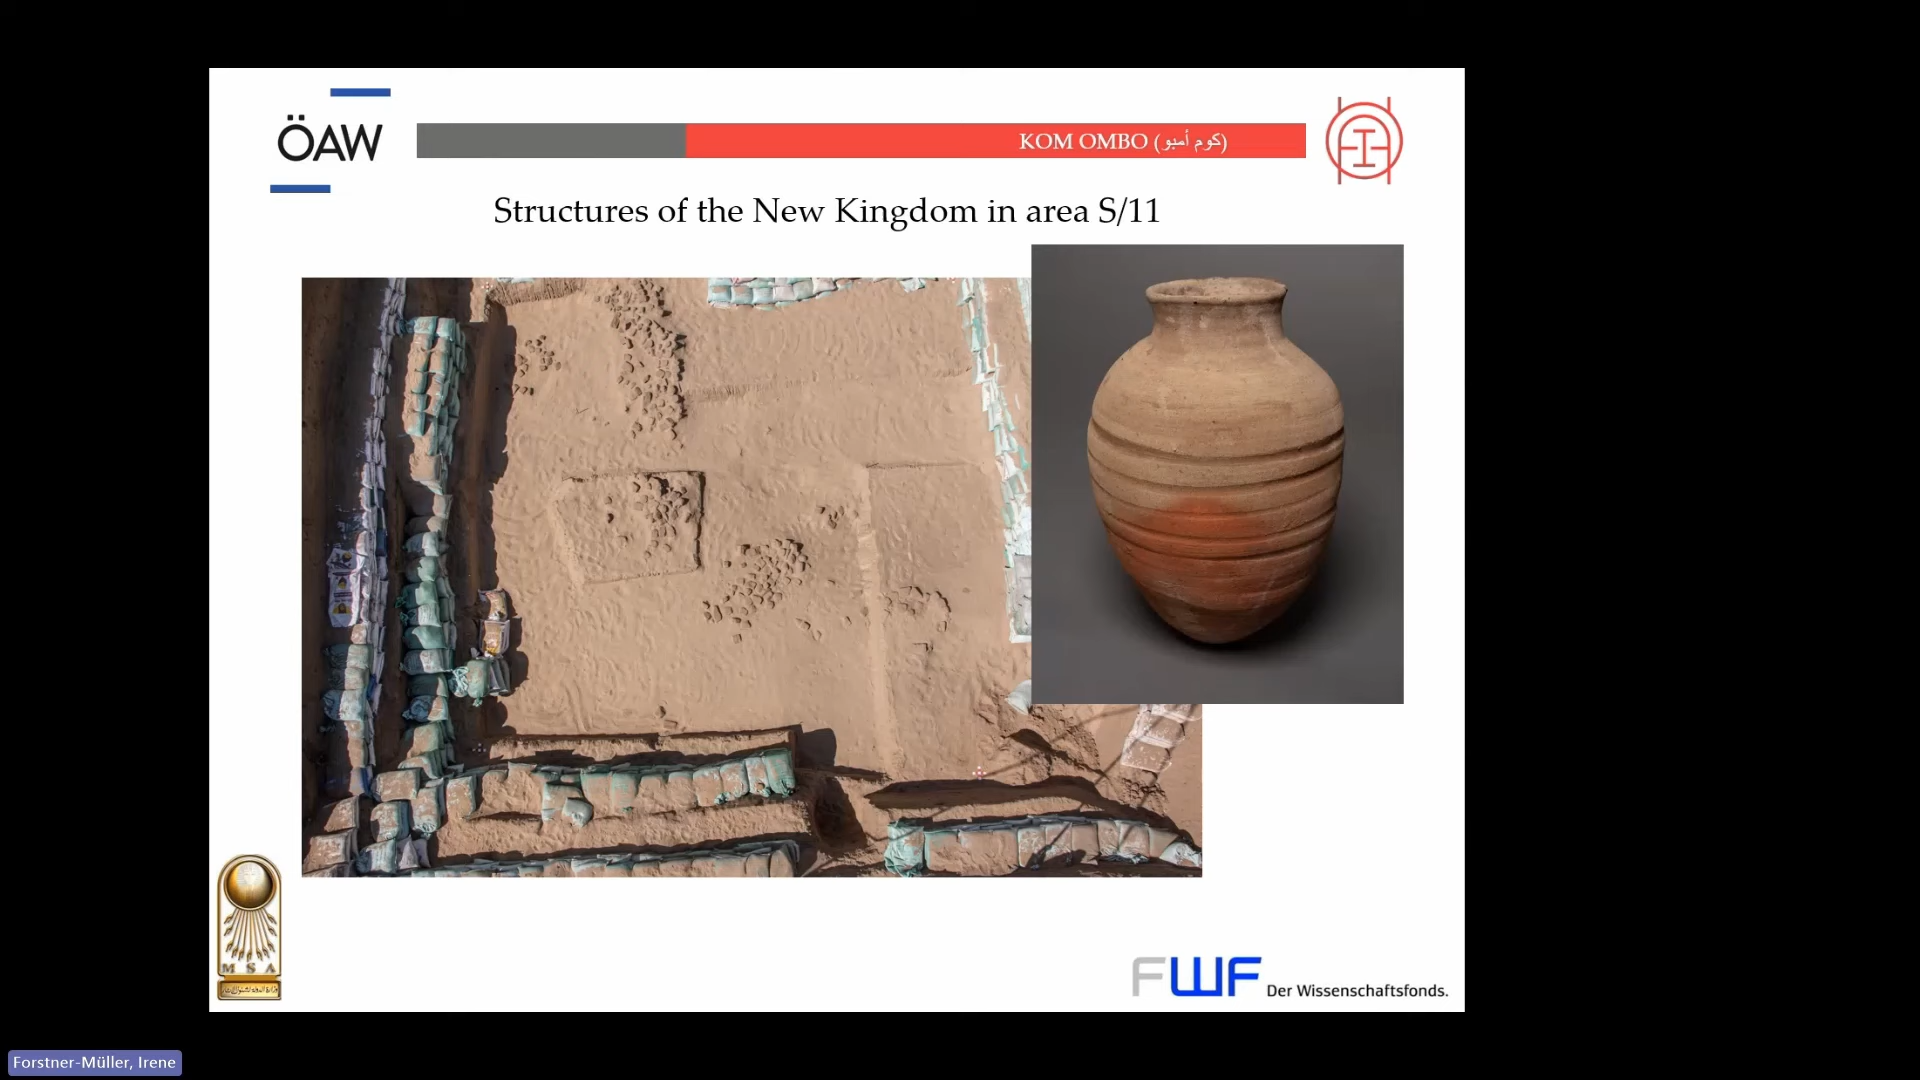 ÖAW
KOM OMBO (كوم أمبو)
Structures of the New Kingdom in area S/11
MSA
FWF Der Wissenschaftsfonds.
Forstner-Müller, Irene